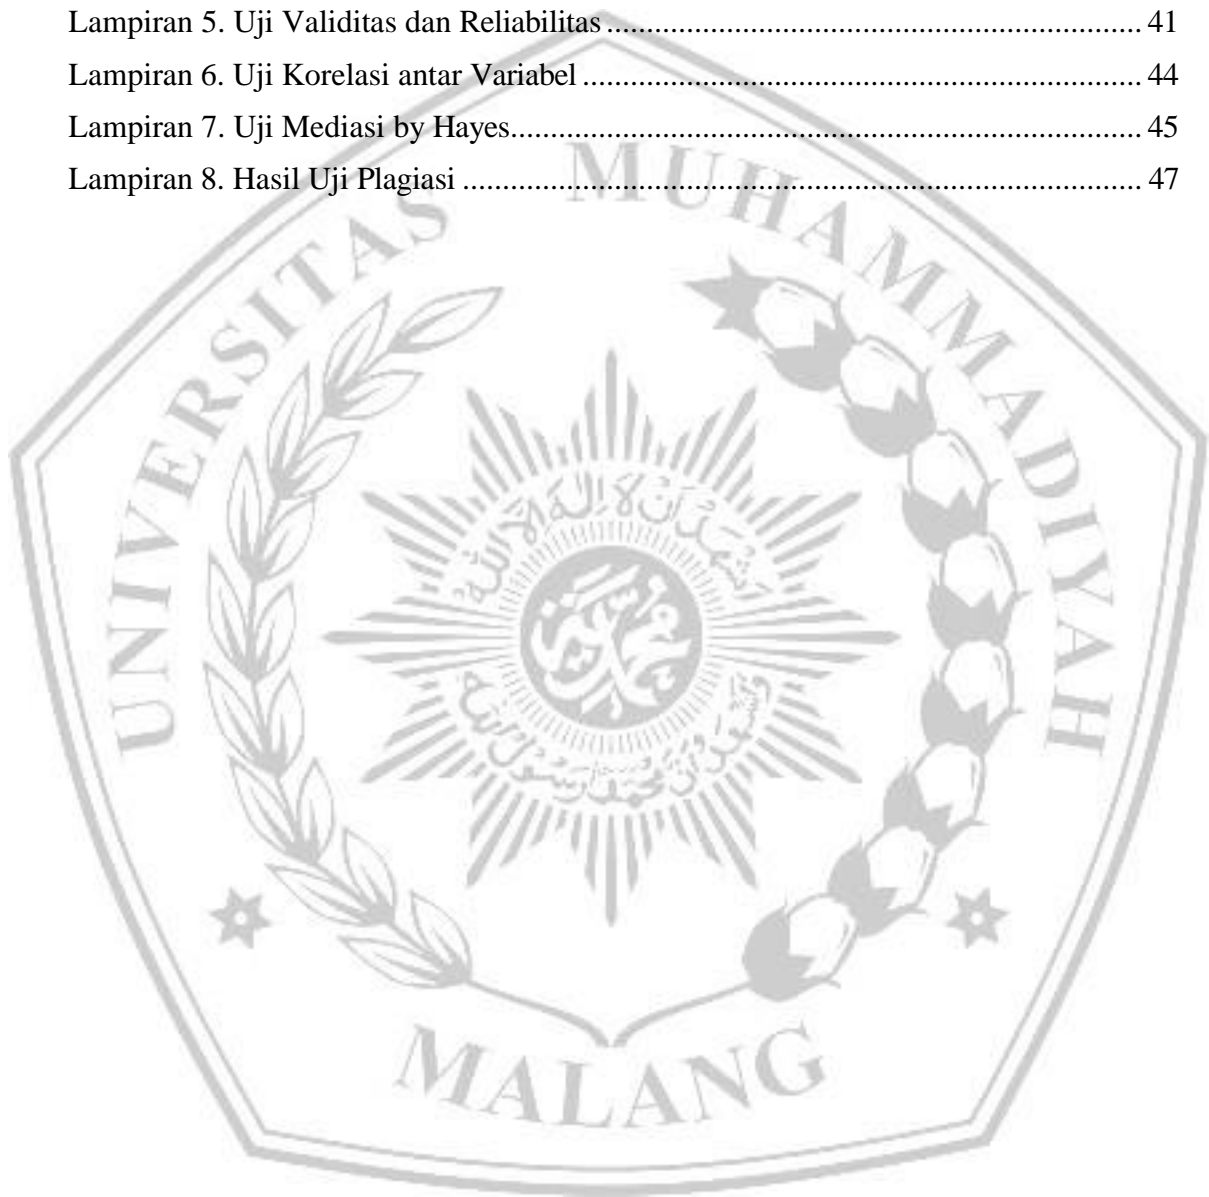 Lampiran 5. Uji Validitas dan Reliabilitas ..................................................................... 41
Lampiran 6. Uji Korelasi antar Variabel ........................................................................ 44
Lampiran 7. Uji Mediasi by Hayes................................................................................. 45
Lampiran 8. Hasil Uji Plagiasi ....................................................................................... 47
UNIVERSITAS MUHAMMADIYAH
MALANG